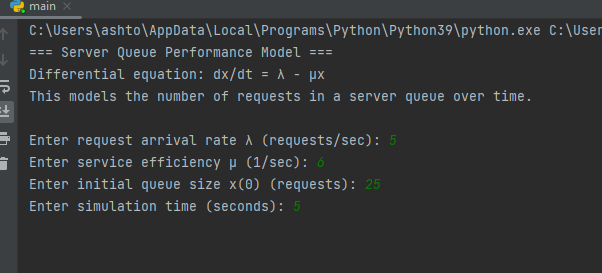 main
C:\Users\ashto\AppData\Local\Programs\Python\Python39\python.exe C:\User
=== Server Queue Performance Model ===
Differential equation: dx/dt = λ - μx
This models the number of requests in a server queue over time.
Enter request arrival rate λ (requests/sec): 5
Enter service efficiency μ (1/sec): 6
Enter initial queue size x(0) (requests): 25
Enter simulation time (seconds): 5